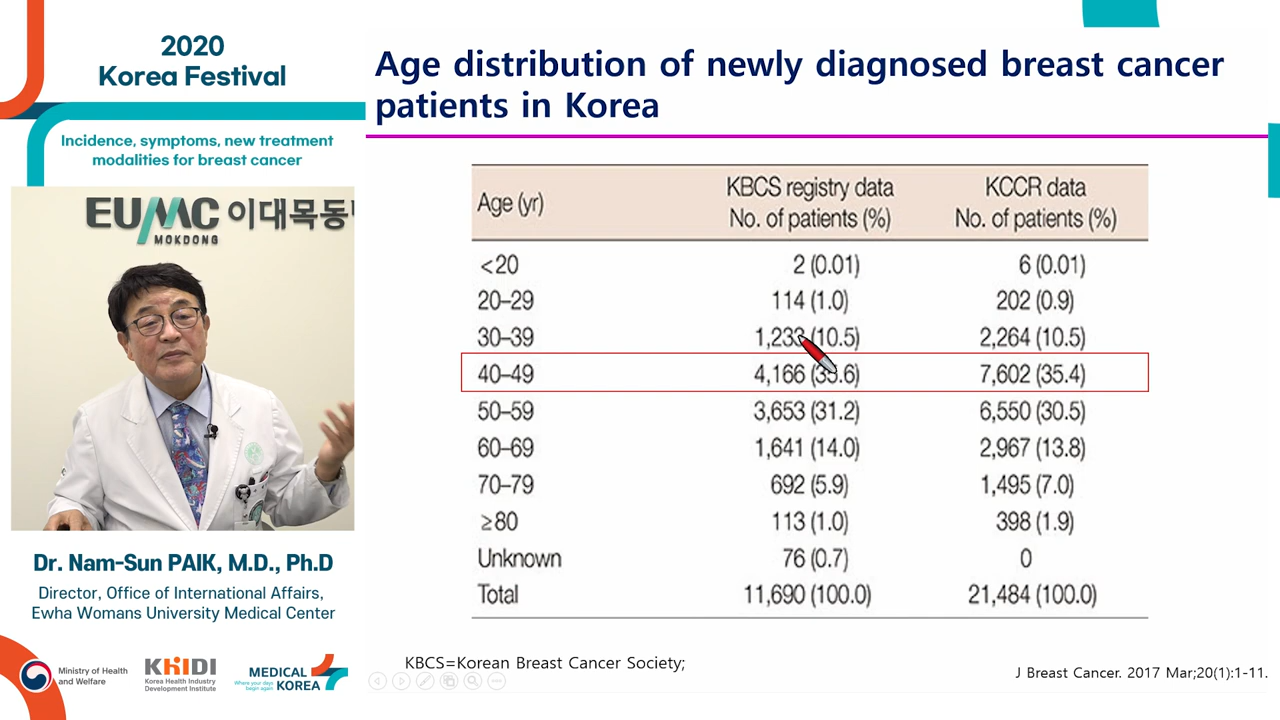 2020
Korea Festival
Incidence, symptoms, new treatment
modalities for breast cancer
EUMC 이대목동
MOKDONG
Dr. Nam-Sun PAIK, M.D., Ph.D
Director, Office of International Affairs,
Ewha Womans University Medical Center
Ministry of Health
and Welfare
KHIDI
Korea Health Industry
Development Institute
MEDICAL
KOREA
Where your days
begin again
Age distribution of newly diagnosed breast cancer
patients in Korea
Age (yr) KBCS registry data No. of patients (%) KCCR data No. of patients (%)
<20 2 (0.01) 6 (0.01)
20–29 114 (1.0) 202 (0.9)
30–39 1,233 (10.5) 2,264 (10.5)
40–49 4,166 (35.6) 7,602 (35.4)
50–59 3,653 (31.2) 6,550 (30.5)
60–69 1,641 (14.0) 2,967 (13.8)
70–79 692 (5.9) 1,495 (7.0)
≥80 113 (1.0) 398 (1.9)
Unknown 76 (0.7) 0
Total 11,690 (100.0) 21,484 (100.0)
KBCS=Korean Breast Cancer Society;
J Breast Cancer. 2017 Mar;20(1):1-11.